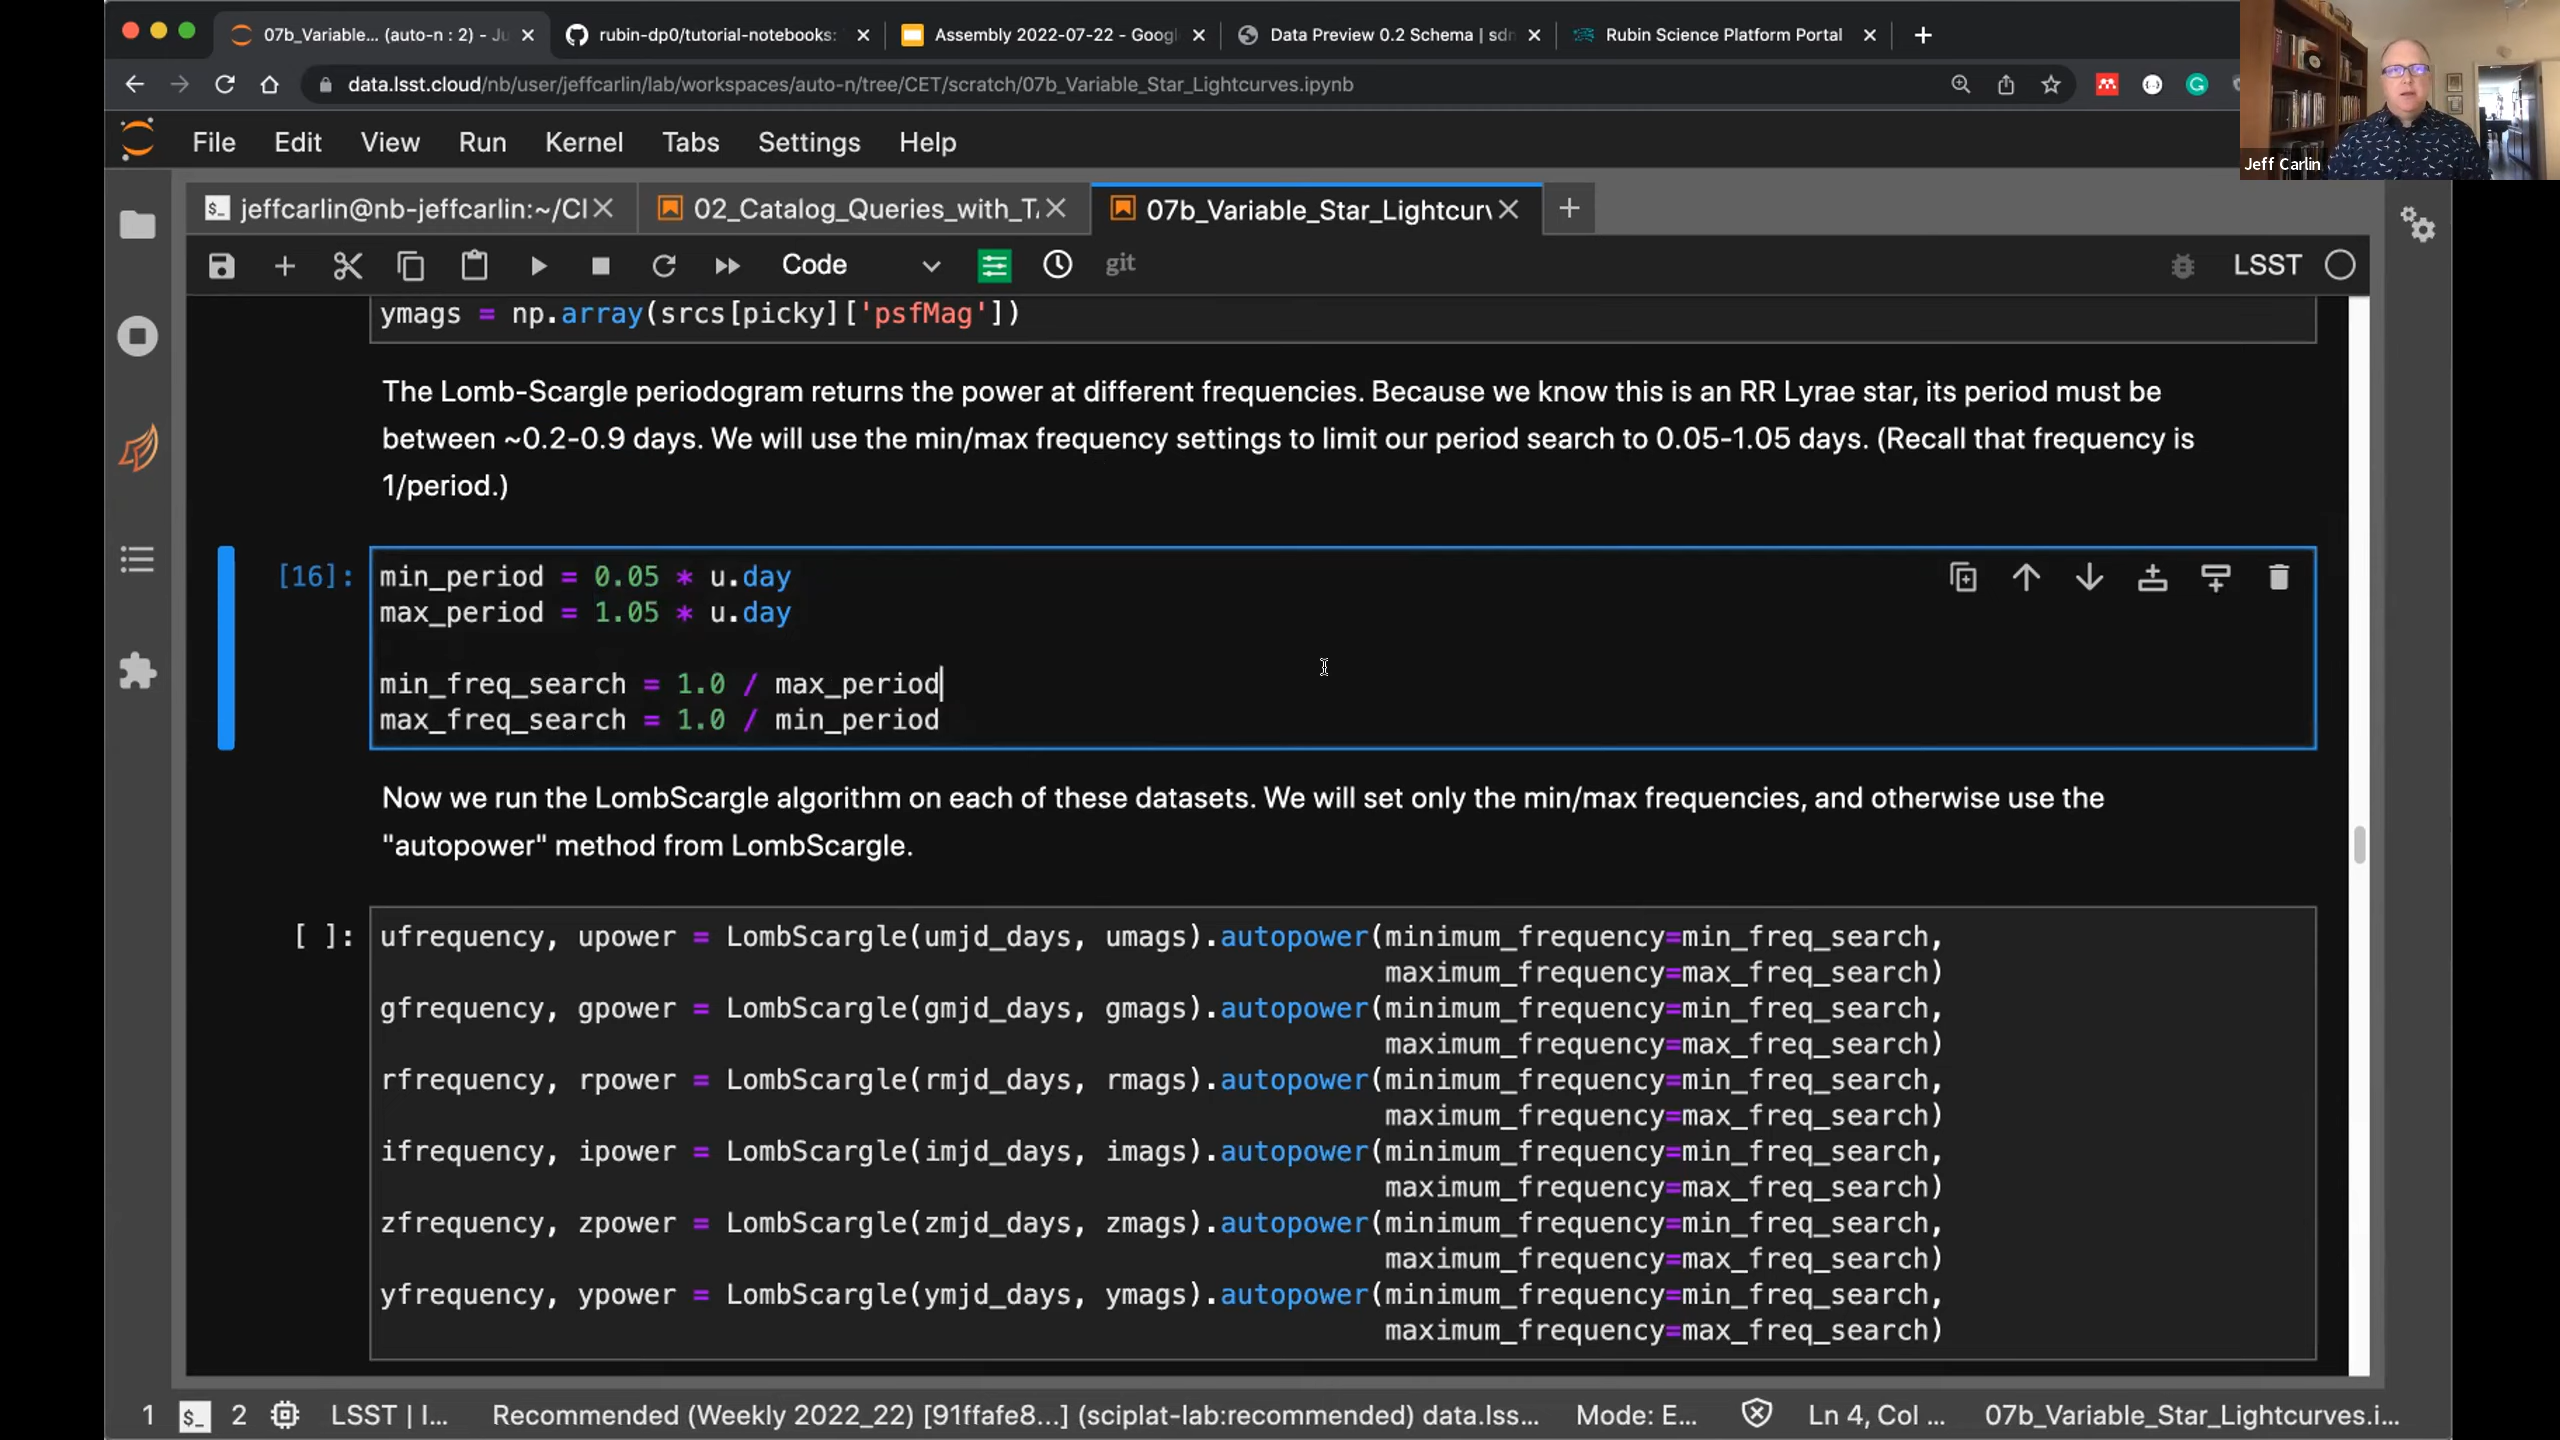 07b_Variable... (auto-n : 2) - Ju
rubin-dp0/tutorial-notebooks:
Assembly 2022-07-22 - Googl
Data Preview 0.2 Schema | sdm
Rubin Science Platform Portal
data.lsst.cloud/nb/user/jeffcarlin/lab/workspaces/auto-n/tree/CET/scratch/07b_Variable_Star_Lightcurves.ipynb
Jeff Carlin
File Edit View Run Kernel Tabs Settings Help
jeffcarlin@nb-jeffcarlin:~/CI
02_Catalog_Queries_with_TA
07b_Variable_Star_Lightcurv
Code
git
LSST
ymags = np.array(srcs[picky]['psfMag'])
The Lomb-Scargle periodogram returns the power at different frequencies. Because we know this is an RR Lyrae star, its period must be
between ~0.2-0.9 days. We will use the min/max frequency settings to limit our period search to 0.05-1.05 days. (Recall that frequency is
1/period.)
[16]:
min_period = 0.05 * u.day
max_period = 1.05 * u.day
min_freq_search = 1.0 / max_period
max_freq_search = 1.0 / min_period
Now we run the LombScargle algorithm on each of these datasets. We will set only the min/max frequencies, and otherwise use the
"autopower" method from LombScargle.
[ ]:
ufrequency, upower = LombScargle(umjd_days, umags).autopower(minimum_frequency=min_freq_search,
maximum_frequency=max_freq_search)
gfrequency, gpower = LombScargle(gmjd_days, gmags).autopower(minimum_frequency=min_freq_search,
maximum_frequency=max_freq_search)
rfrequency, rpower = LombScargle(rmjd_days, rmags).autopower(minimum_frequency=min_freq_search,
maximum_frequency=max_freq_search)
ifrequency, ipower = LombScargle(imjd_days, imags).autopower(minimum_frequency=min_freq_search,
maximum_frequency=max_freq_search)
zfrequency, zpower = LombScargle(zmjd_days, zmags).autopower(minimum_frequency=min_freq_search,
maximum_frequency=max_freq_search)
yfrequency, ypower = LombScargle(ymjd_days, ymags).autopower(minimum_frequency=min_freq_search,
maximum_frequency=max_freq_search)
1 $_ 2 LSST | I... Recommended (Weekly 2022_22) [91ffafe8...] (sciplat-lab:recommended) data.lss... Mode: E... Ln 4, Col ... 07b_Variable_Star_Lightcurves.i...